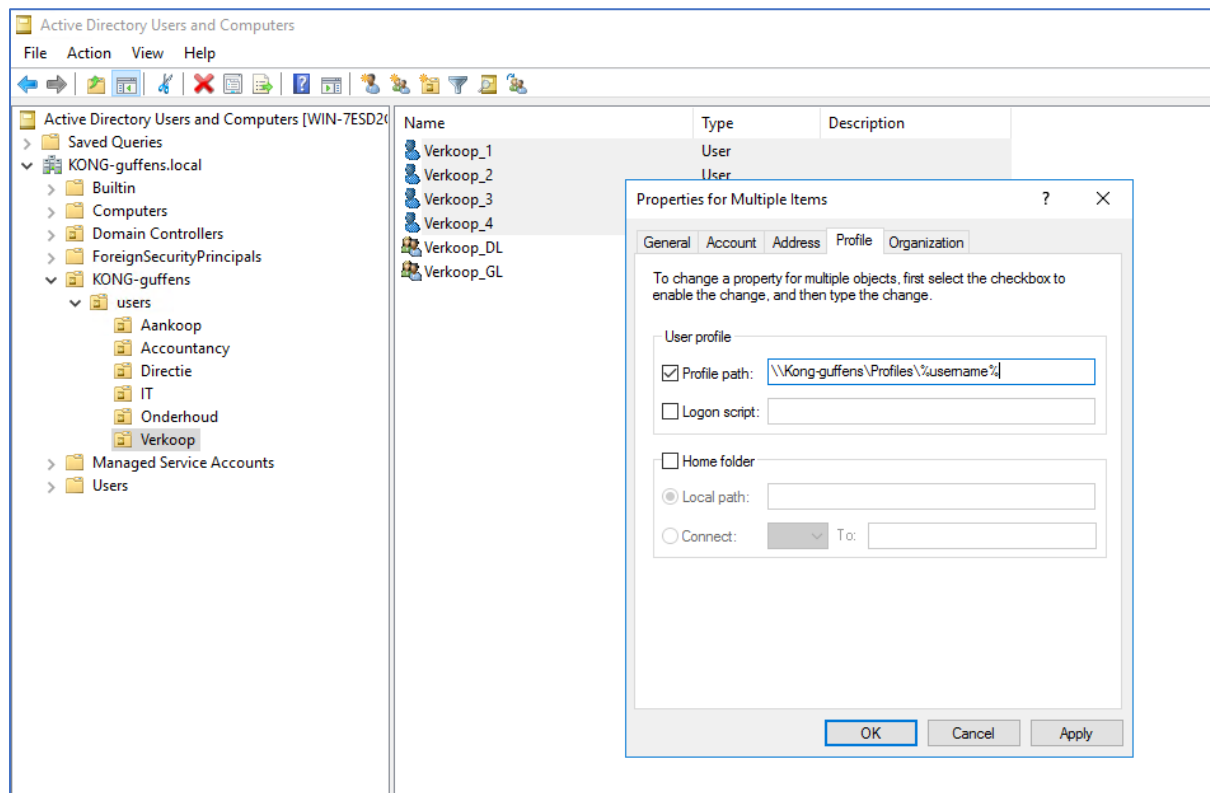 Active Directory Users and Computers
File Action View Help
Active Directory Users and Computers [WIN-7ESD2
Saved Queries
KONG-guffens.local
Builtin
Computers
Domain Controllers
ForeignSecurityPrincipals
KONG-guffens
users
Aankoop
Accountancy
Directie
IT
Onderhoud
Verkoop
Managed Service Accounts
Users
Name Type Description
Verkoop_1 User
Verkoop_2 User
Verkoop_3
Verkoop_4
Verkoop_DL
Verkoop_GL
Properties for Multiple Items
General Account Address Profile Organization
To change a property for multiple objects, first select the checkbox to
enable the change, and then type the change.
User profile
Profile path: \\Kong-guffens\Profiles\%username%
Logon script:
Home folder
Local path:
Connect: To:
OK Cancel Apply